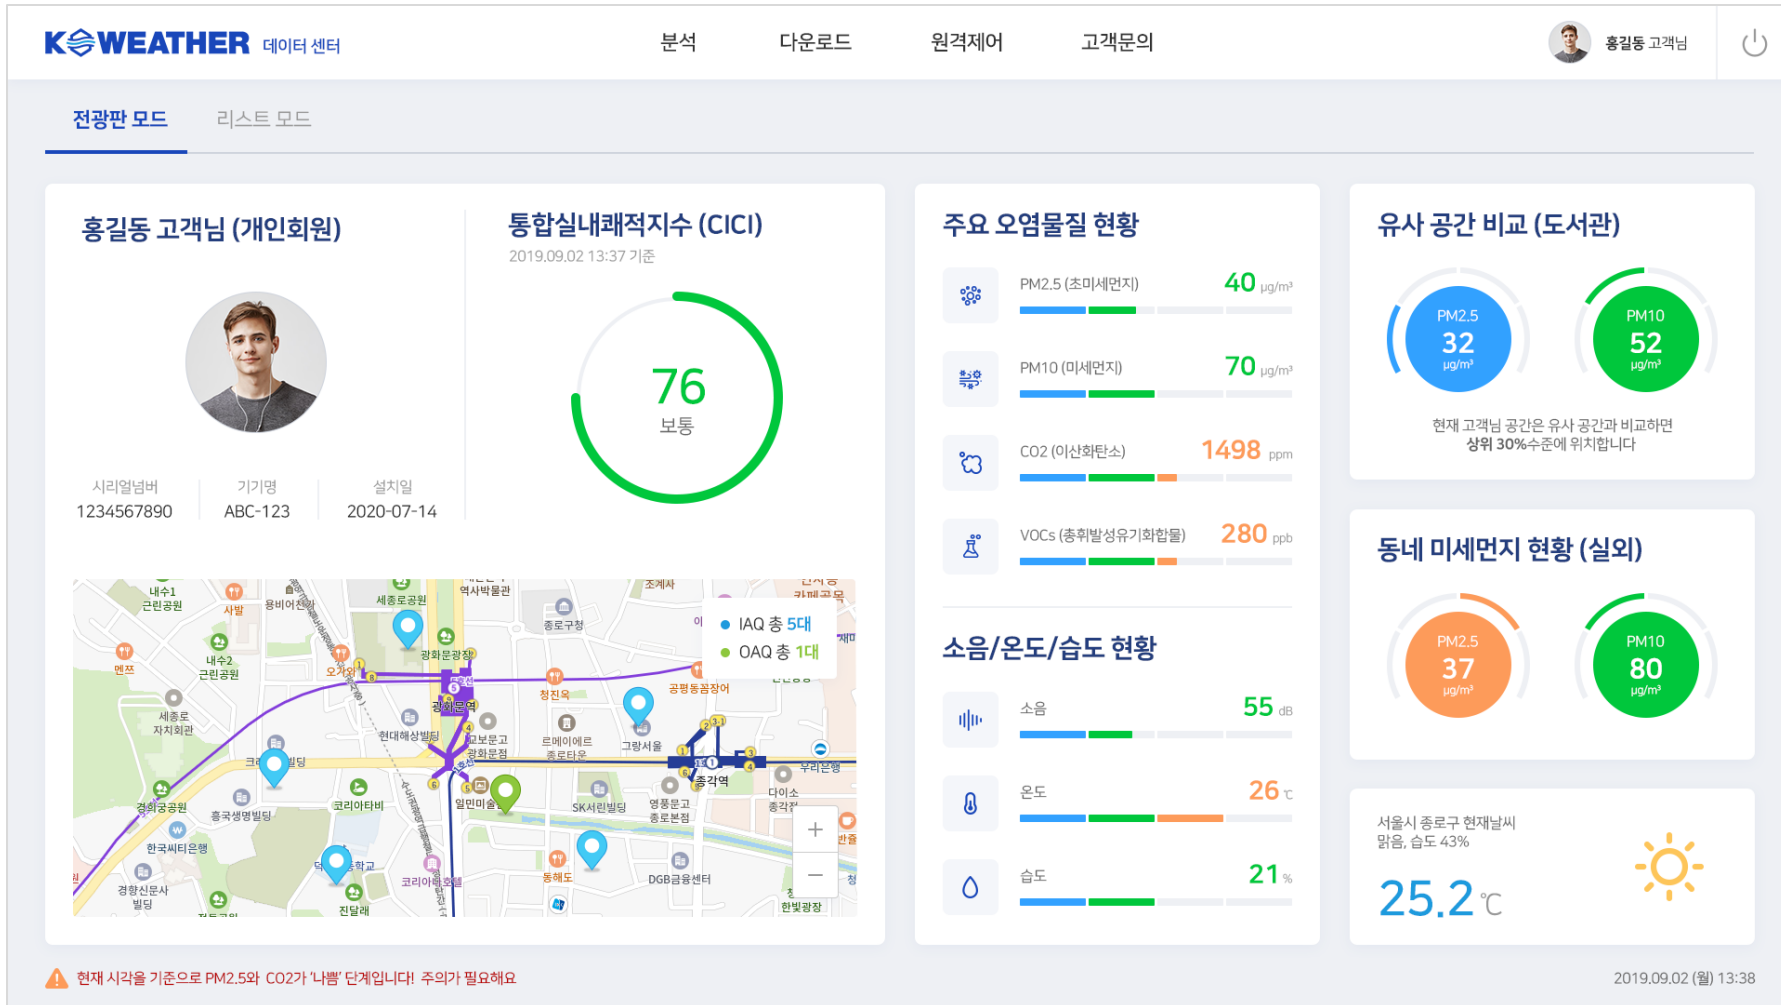 KWEATHER 데이터 센터
분석
다운로드
원격제어
고객문의
홍길동 고객님
전광판 모드
리스트 모드
홍길동 고객님 (개인회원)
시리얼넘버
1234567890
기기명
ABC-123
설치일
2020-07-14
통합실내쾌적지수 (CICI)
2019.09.02 13:37 기준
76
보통
내수1
근린공원
사발
세종로공원
역사박물관
조계사
카페골목
종로구청
IAQ 총 5대
OAQ 총 1대
멘쯔
내수2
근린공원
광화문광장
청진옥
공평동꼼장어
세종로
자치회관
광화문역
현대해상빌딩
교보문고
광화문점
르메이에르
종로타운
그랑서울
종각역
우리은행
경희궁공원
흥국생명빌딩
코리아타비
SK서린빌딩
영풍문고
종로본점
다이소
한국씨티은행
경향신문사
빌딩
진달래
동해도
DGB금융센터
한빛광장
주요 오염물질 현황
PM2.5 (초미세먼지)
40 µg/m³
PM10 (미세먼지)
70 µg/m³
CO2 (이산화탄소)
1498 ppm
VOCs (총휘발성유기화합물)
280 ppb
소음/온도/습도 현황
소음
55 dB
온도
26 ℃
습도
21 %
유사 공간 비교 (도서관)
PM2.5
32
µg/m³
PM10
52
µg/m³
현재 고객님 공간은 유사 공간과 비교하면
상위 30%수준에 위치합니다
동네 미세먼지 현황 (실외)
PM2.5
37
µg/m³
PM10
80
µg/m³
서울시 종로구 현재날씨
맑음, 습도 43%
25.2 ℃
현재 시각을 기준으로 PM2.5와 CO2가 ‘나쁨’ 단계입니다! 주의가 필요해요
2019.09.02 (월) 13:38